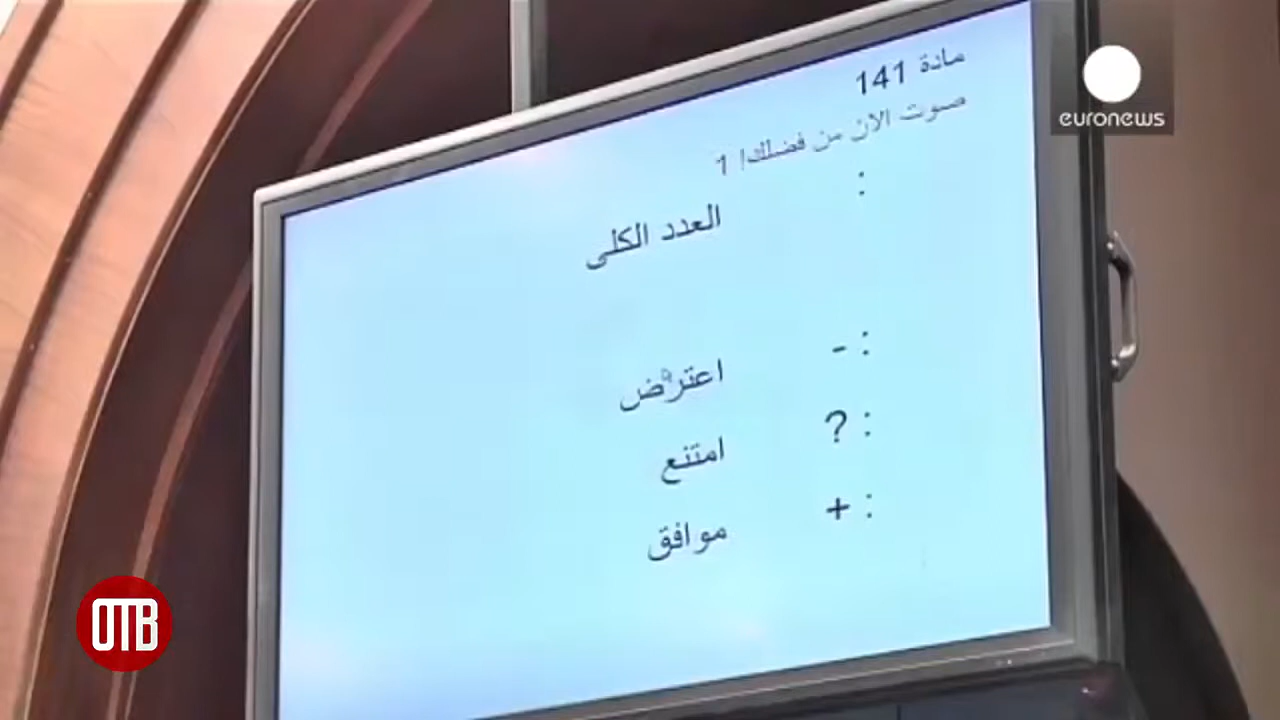 مادة 141
صوت الان من فضلك! 1
:
العدد الكلى
: - اعترض
: ? امتنع
: + موافق
euronews
OTB